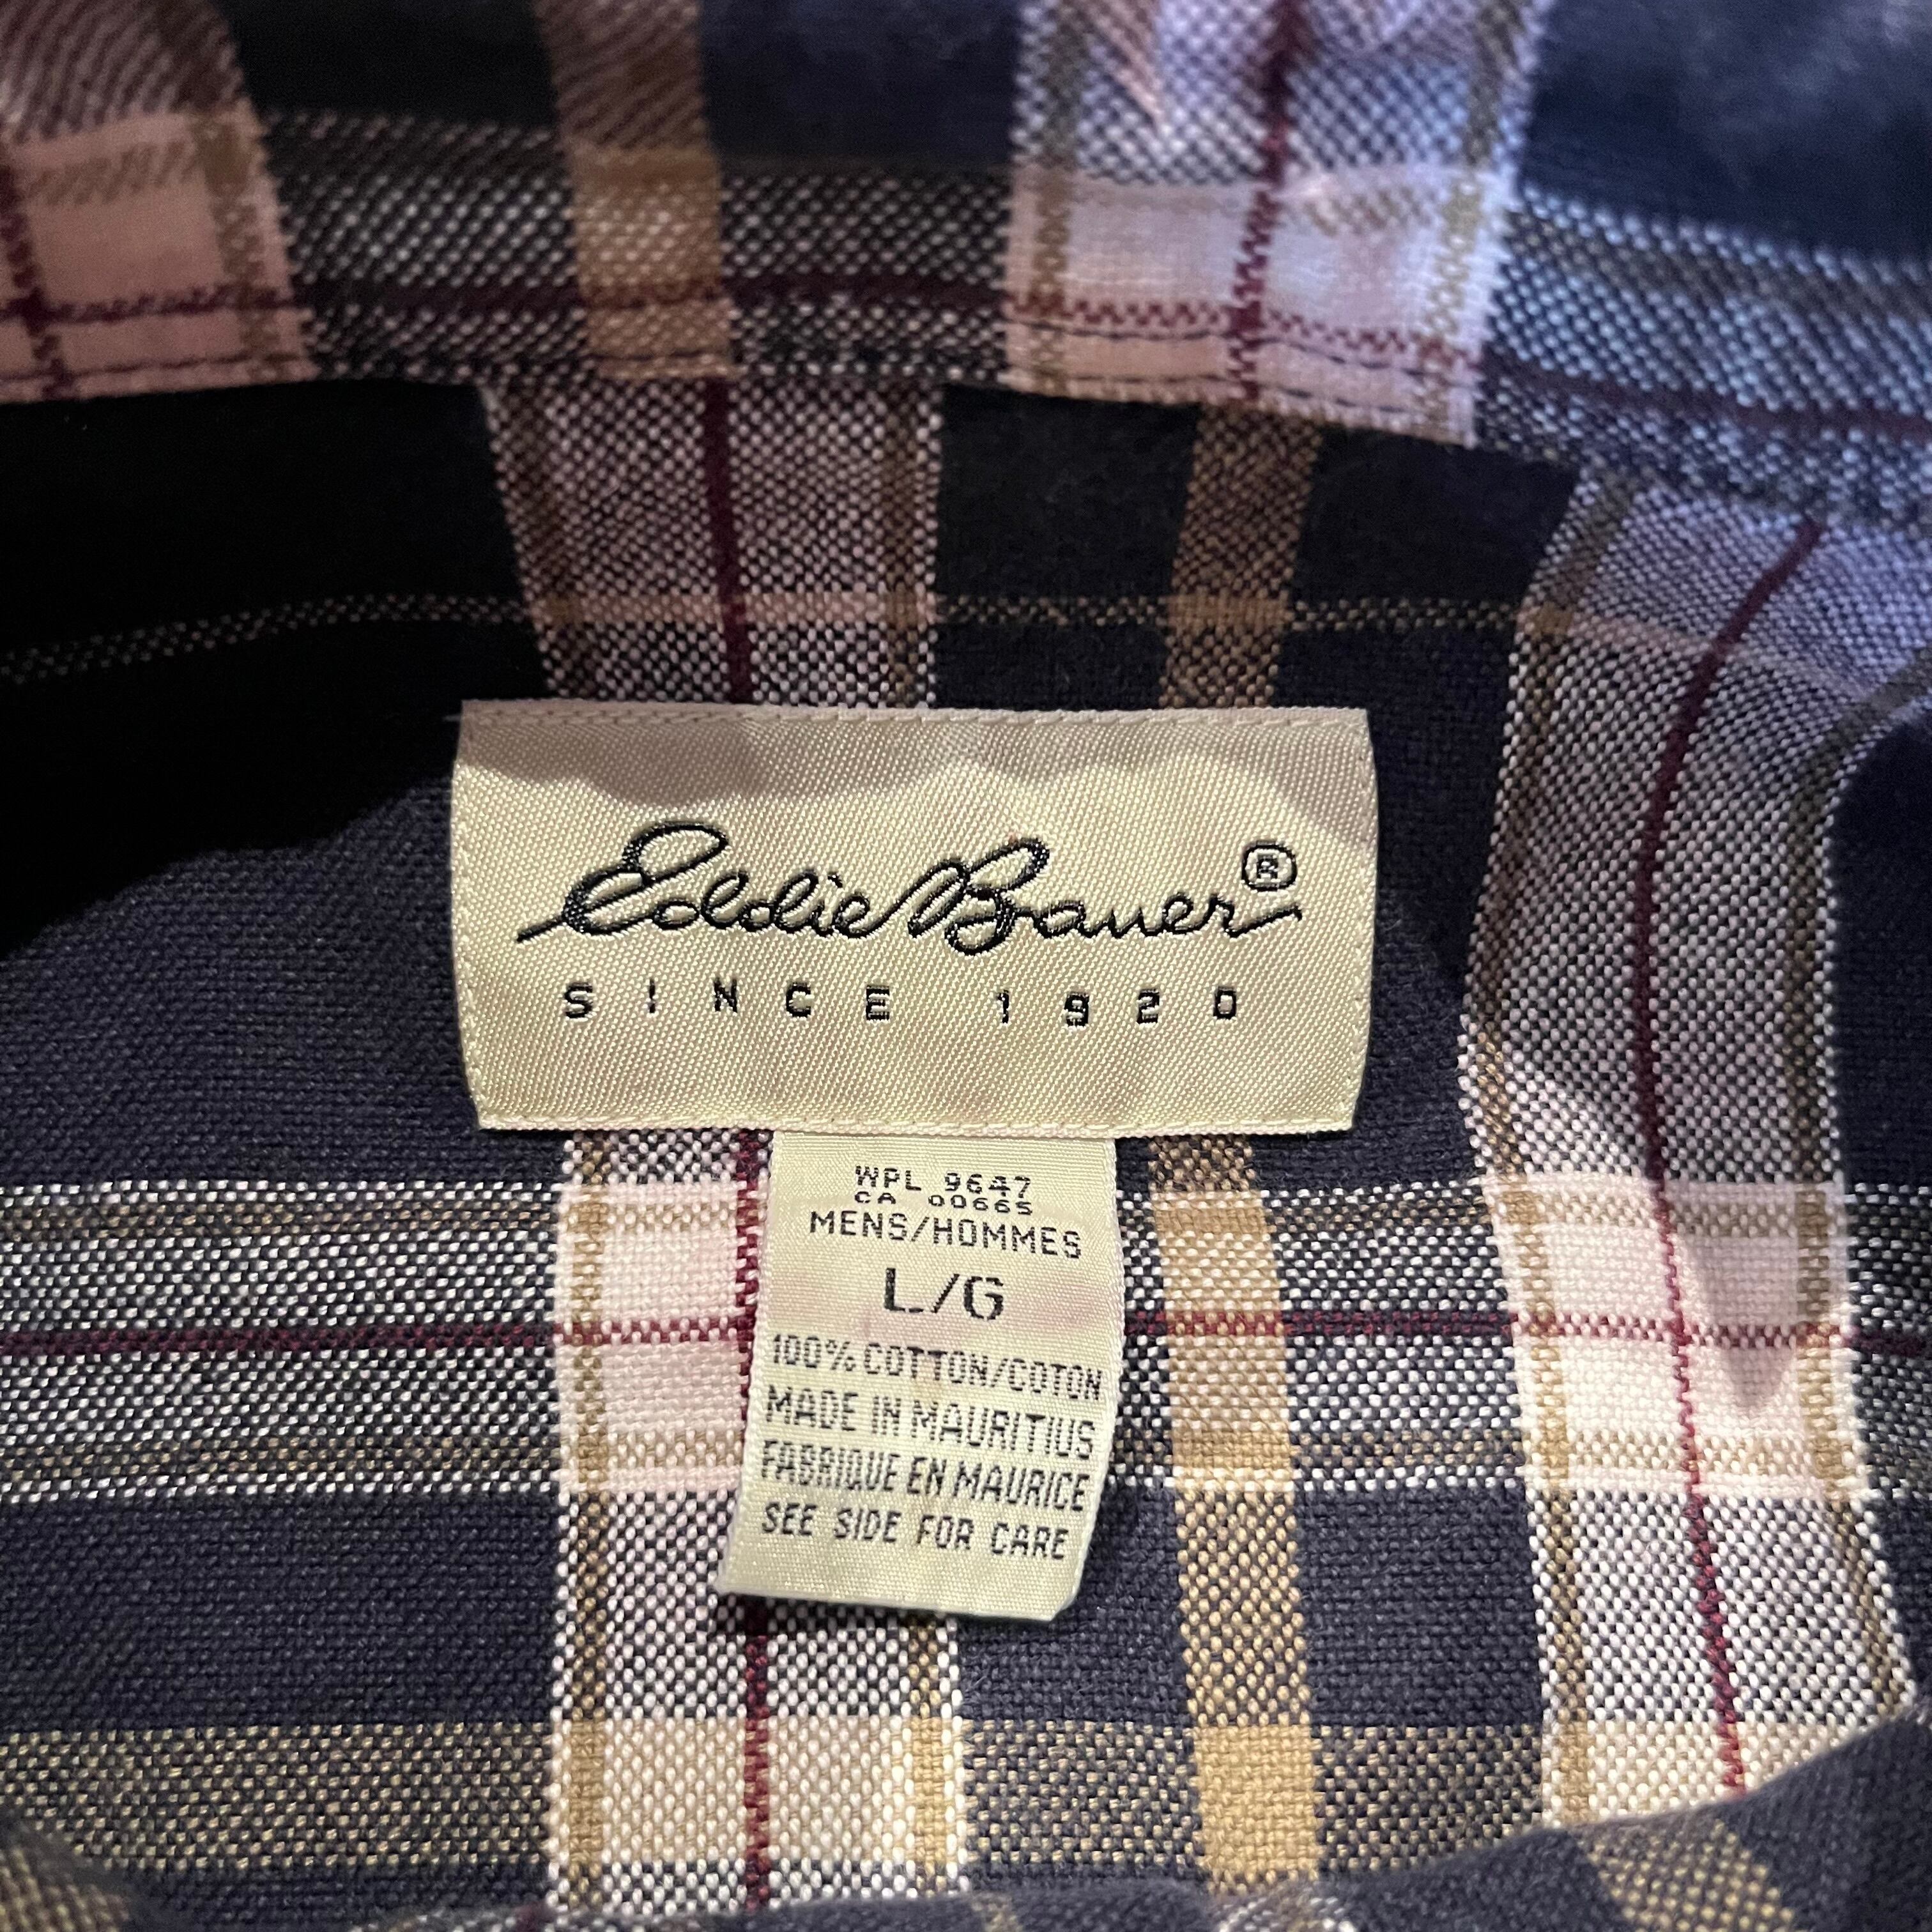 Eddie Bauer®
SINCE 1920
WPL 9647
CA 00665
MENS/HOMMES
L/G
100% COTTON/COTON
MADE IN MAURITIUS
FABRIQUE EN MAURICE
SEE SIDE FOR CARE